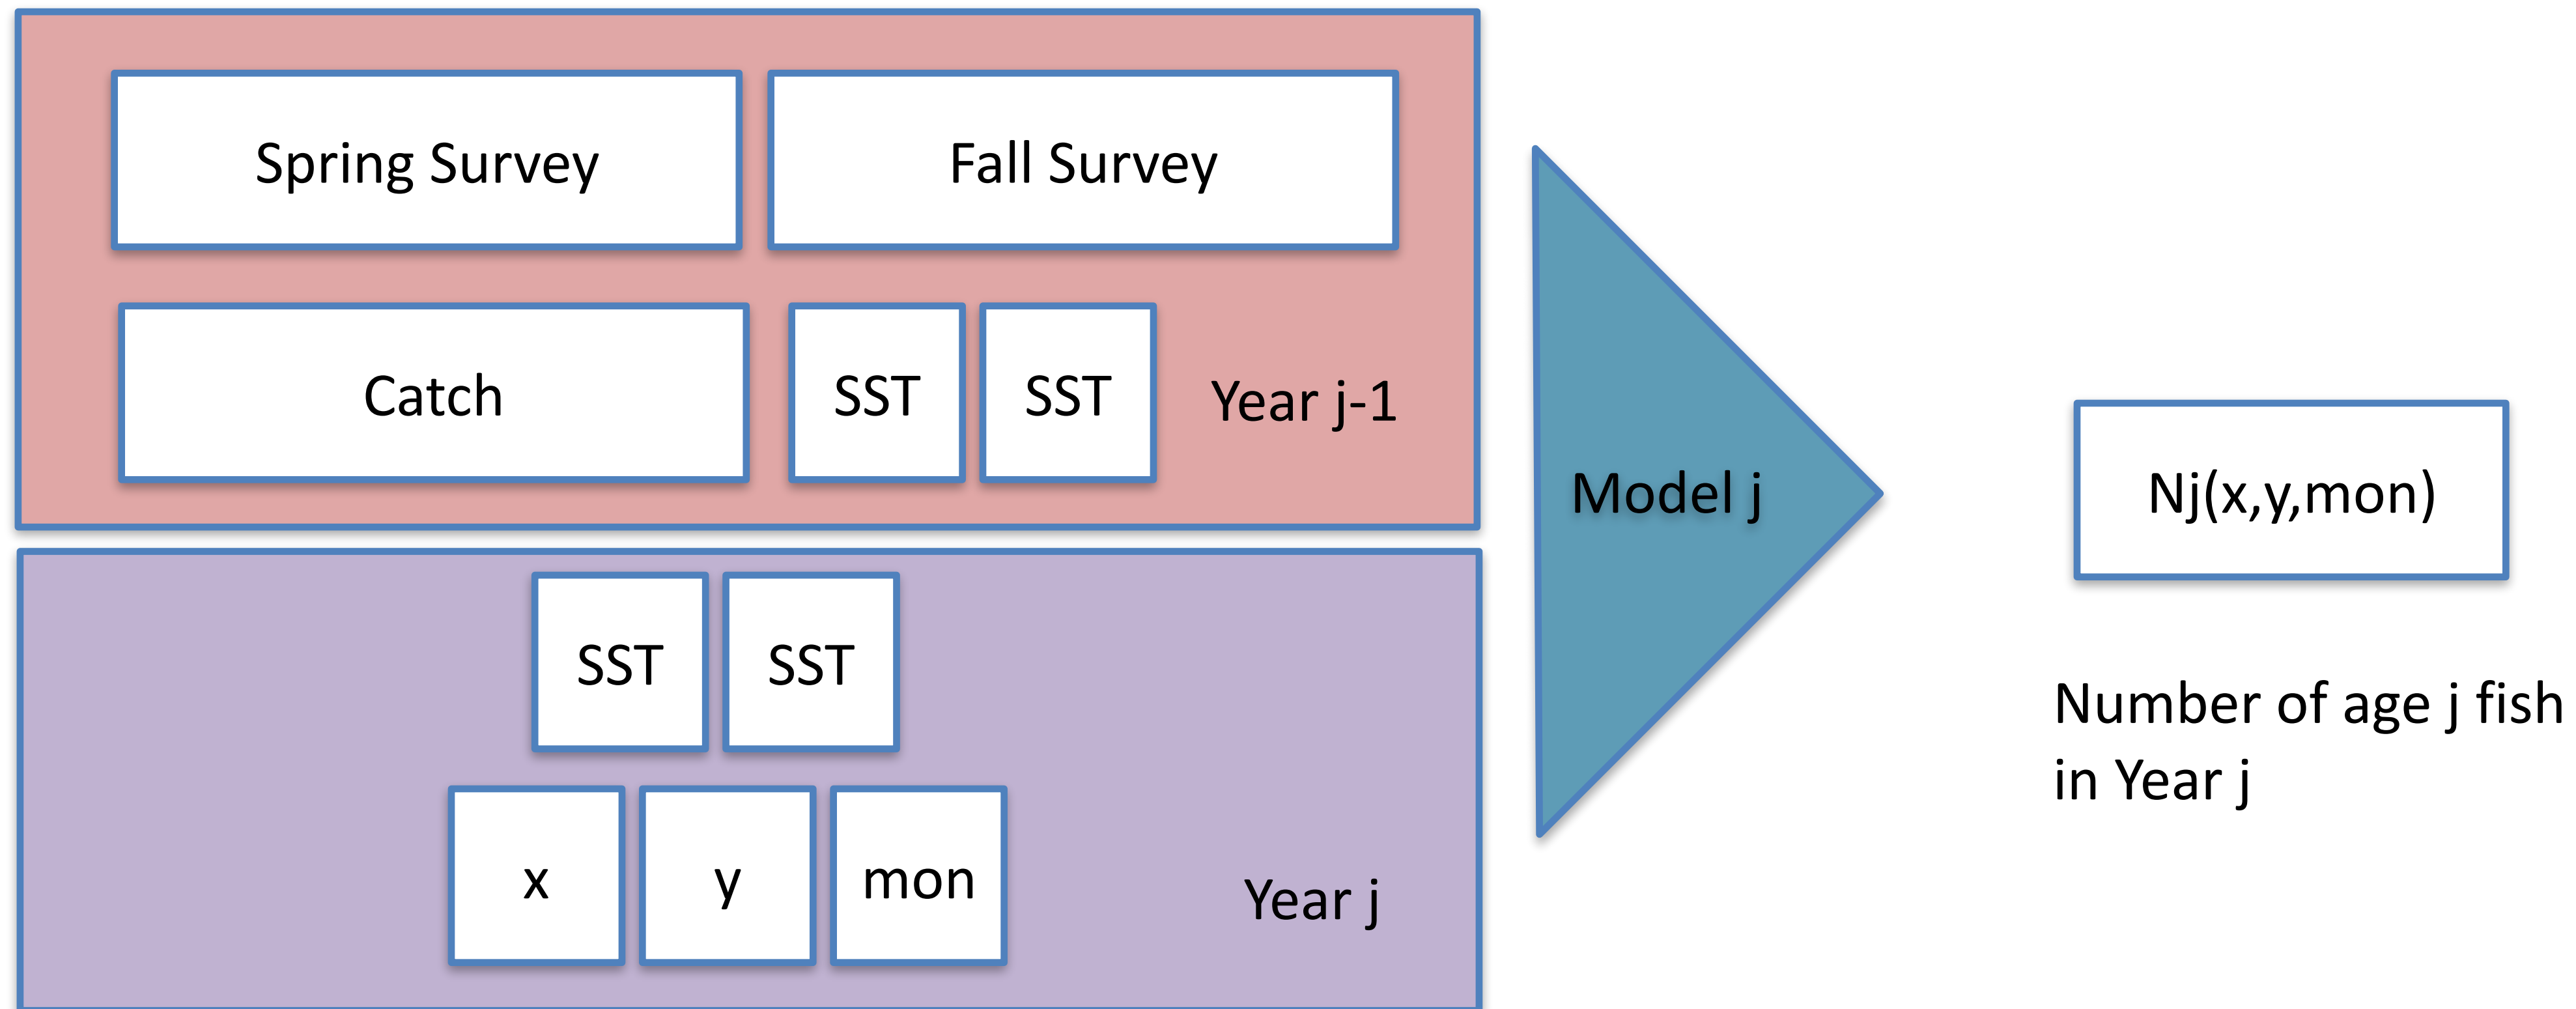 Spring Survey
Fall Survey
Catch
SST
SST
Year j-1
SST
SST
x
y
mon
Year j
Model j
Nj(x,y,mon)
Number of age j fish
in Year j